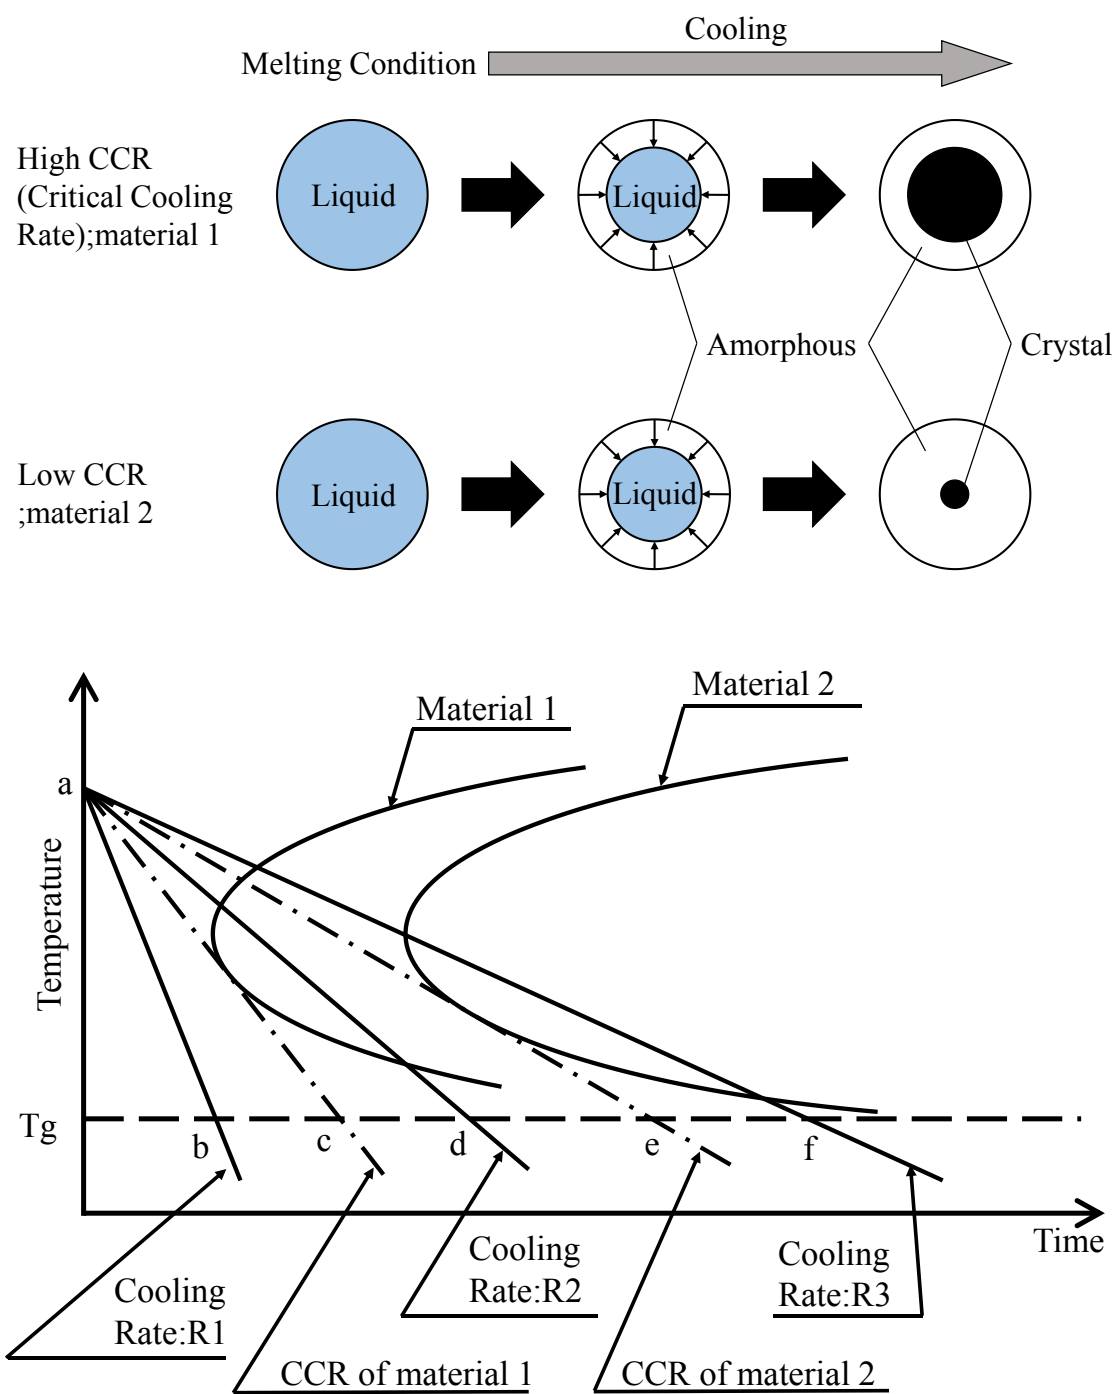 Cooling
Melting Condition
High CCR
(Critical Cooling
Rate);material 1
Liquid
Liquid
Amorphous
Crystal
Low CCR
;material 2
Liquid
Liquid
Material 1
Material 2
a
Temperature
Tg
b
c
d
e
f
Time
Cooling
Rate:R1
CCR of material 1
Cooling
Rate:R2
CCR of material 2
Cooling
Rate:R3